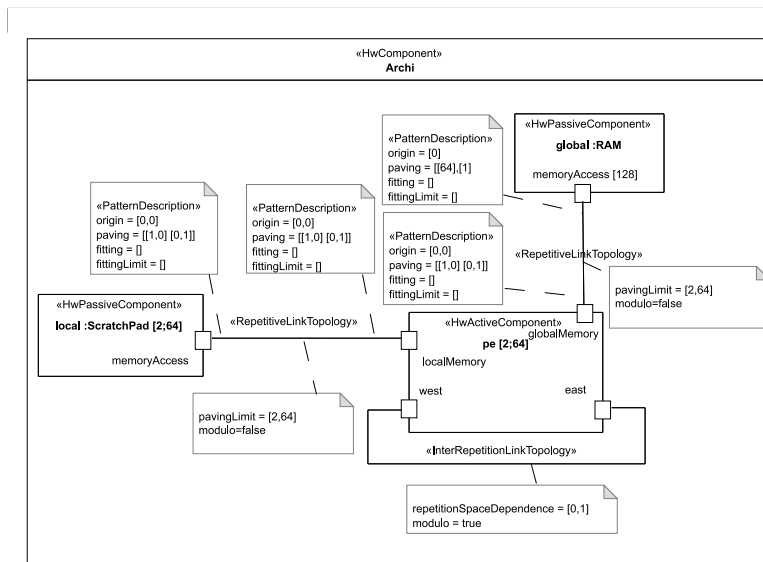 «HwComponent»
Archi
«PatternDescription»
origin = [0]
paving = [[64],[1]
fitting = []
fittingLimit = []
«HwPassiveComponent»
global :RAM
memoryAccess [128]
«PatternDescription»
origin = [0,0]
paving = [[1,0] [0,1]]
fitting = []
fittingLimit = []
«PatternDescription»
origin = [0,0]
paving = [[1,0] [0,1]]
fitting = []
fittingLimit = []
«PatternDescription»
origin = [0,0]
paving = [[1,0] [0,1]]
fitting = []
fittingLimit = []
«RepetitiveLinkTopology»
pavingLimit = [2,64]
modulo=false
«HwPassiveComponent»
local :ScratchPad [2;64]
memoryAccess
«RepetitiveLinkTopology»
«HwActiveComponent»
globalMemory
pe [2;64]
localMemory
west
east
pavingLimit = [2,64]
modulo=false
«InterRepetitionLinkTopology»
repetitionSpaceDependence = [0,1]
modulo = true